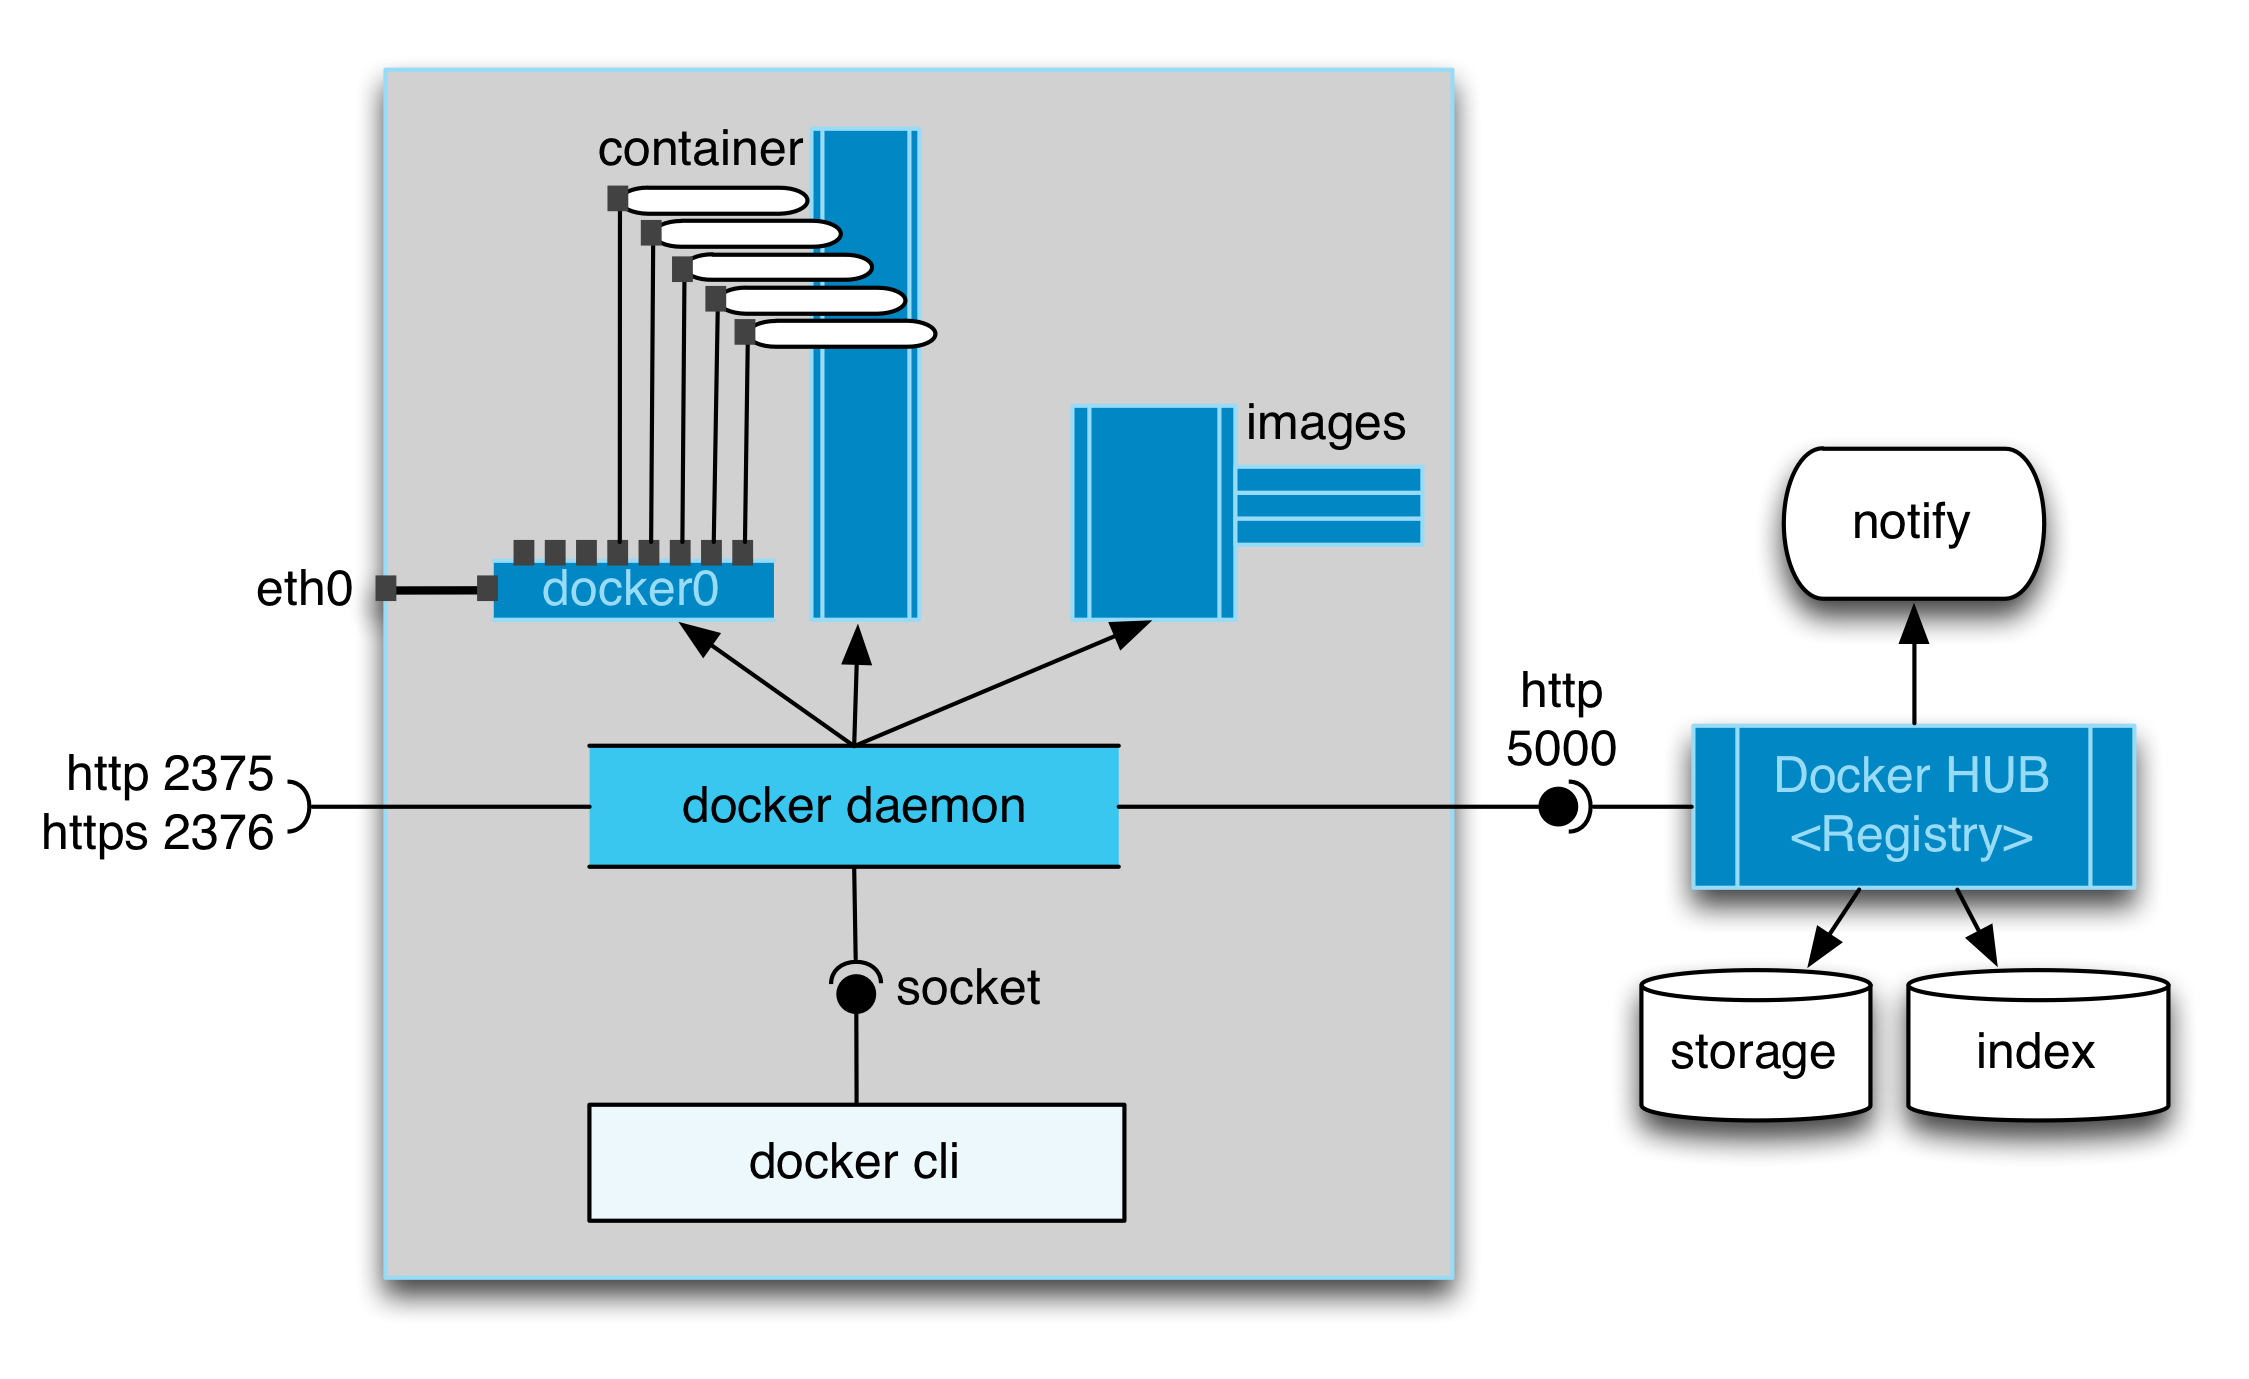 container
images
eth0
docker0
notify
http
5000
http 2375
https 2376
docker daemon
Docker HUB
<Registry>
socket
storage
index
docker cli